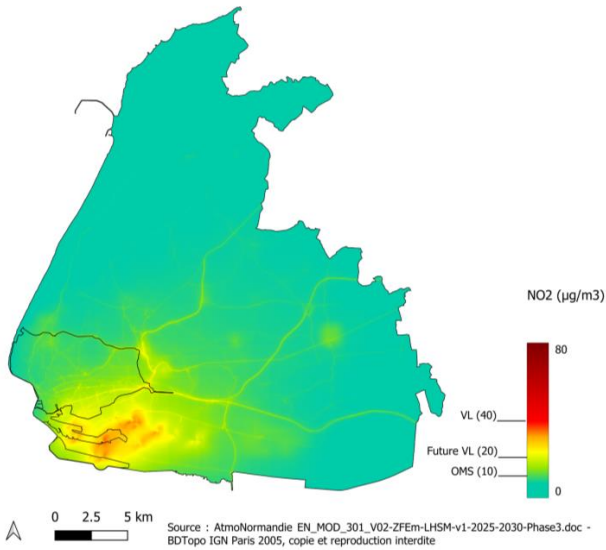 NO2 (µg/m3)
80
VL (40)
Future VL (20)
OMS (10)
0
0 2.5 5 km
Source : AtmoNormandie EN_MOD_301_V02-ZFEm-LHSM-v1-2025-2030-Phase3.doc -
BDTopo IGN Paris 2005, copie et reproduction interdite